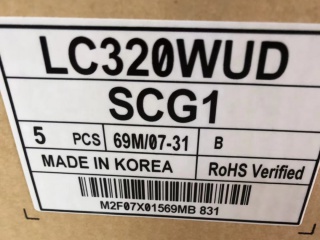 LC320WUD
SCG1
5 PCS 69M/07-31 B
MADE IN KOREA RoHS Verified
M2F07X01569MB 831